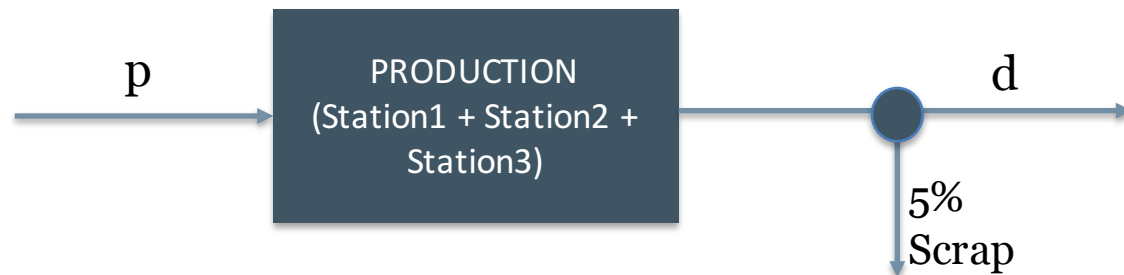 p
PRODUCTION
(Station1 + Station2 +
Station3)
d
5%
Scrap